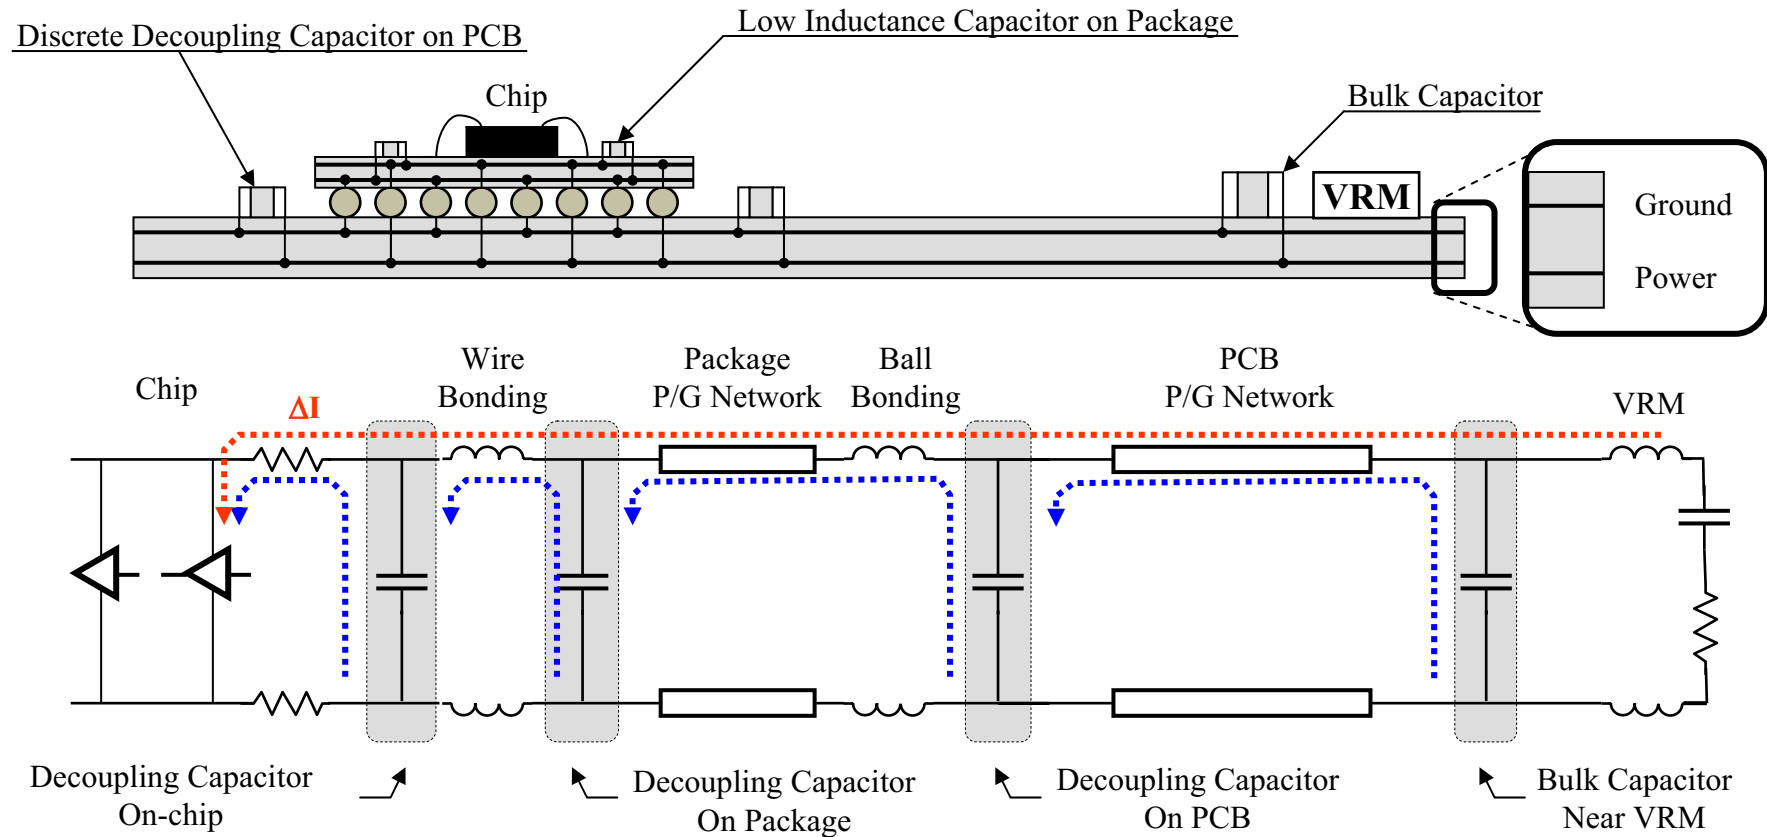 Discrete Decoupling Capacitor on PCB
Low Inductance Capacitor on Package
Chip
Bulk Capacitor
VRM
Ground
Power
Chip
Wire
Bonding
Package
P/G Network
Ball
Bonding
PCB
P/G Network
VRM
ΔI
Decoupling Capacitor
On-chip
Decoupling Capacitor
On Package
Decoupling Capacitor
On PCB
Bulk Capacitor
Near VRM